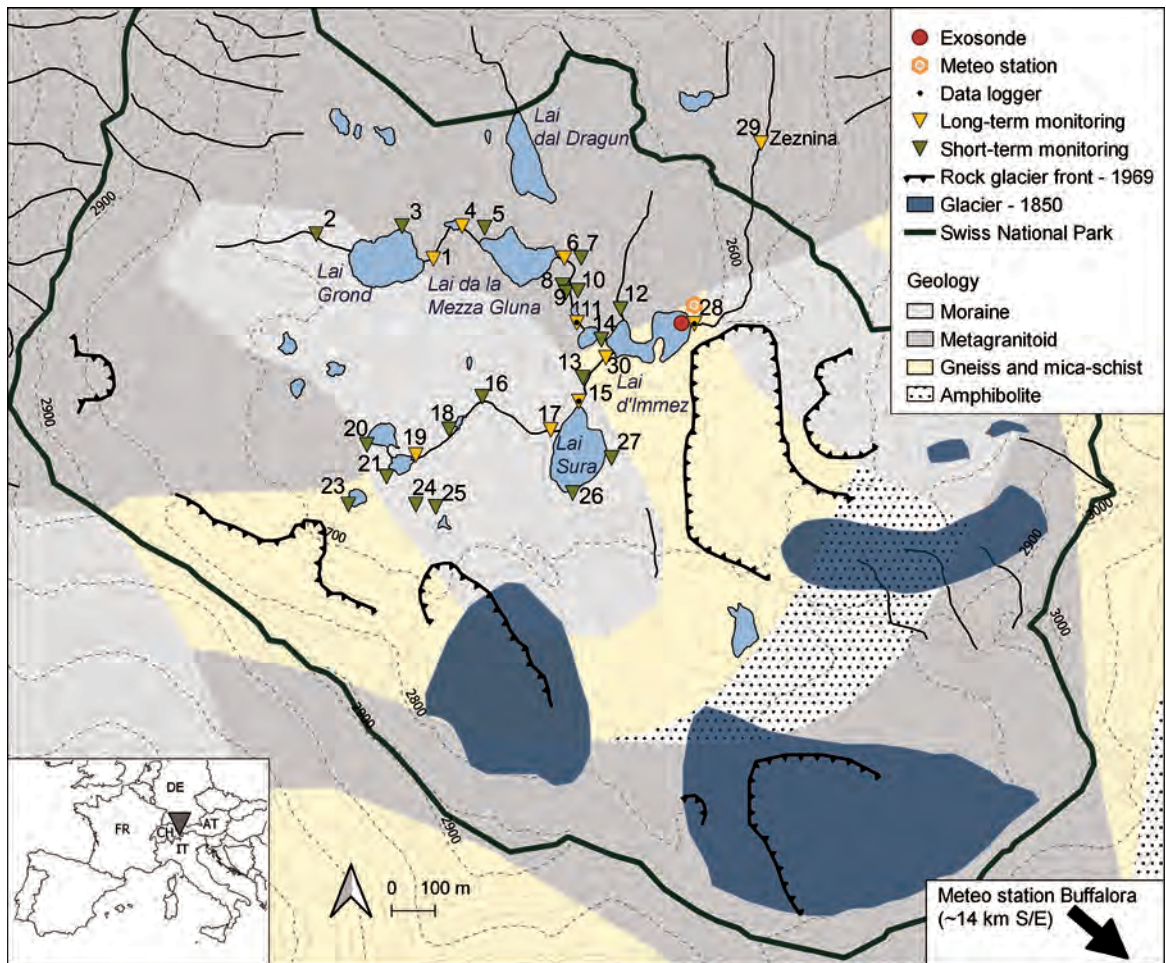 Exosonde
Meteo station
Data logger
Long-term monitoring
Short-term monitoring
Rock glacier front - 1969
Glacier - 1850
Swiss National Park
Geology
Moraine
Metagranitoid
Gneiss and mica-schist
Amphibolite
Lai
dal Dragun
29
Zeznina
2900
2
3
4
5
1
6
7
Lai
Grond
Lai da la
Mezza Gluna
2600
8
10
9
12
11
14
28
30
13
Lai
d'Immez
15
2900
16
17
18
Lai
Sura
27
20
19
21
26
23
24
25
700
3000
2900
3000
2800
2900
2900
DE
FR
CH
AT
IT
0 100 m
Meteo station Buffalora
(~14 km S/E)